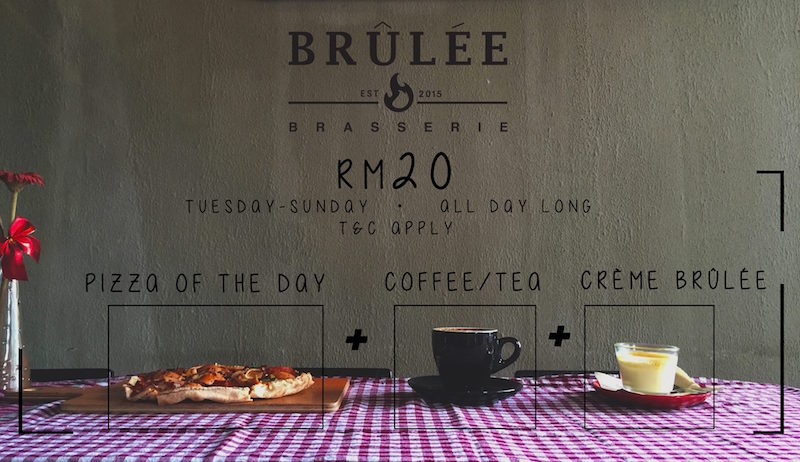 BRÛLÉE
EST 2015
BRASSERIE
RM20
TUESDAY-SUNDAY • ALL DAY LONG
T&C APPLY
PIZZA OF THE DAY + COFFEE/TEA + CRÈME BRÛLÉE